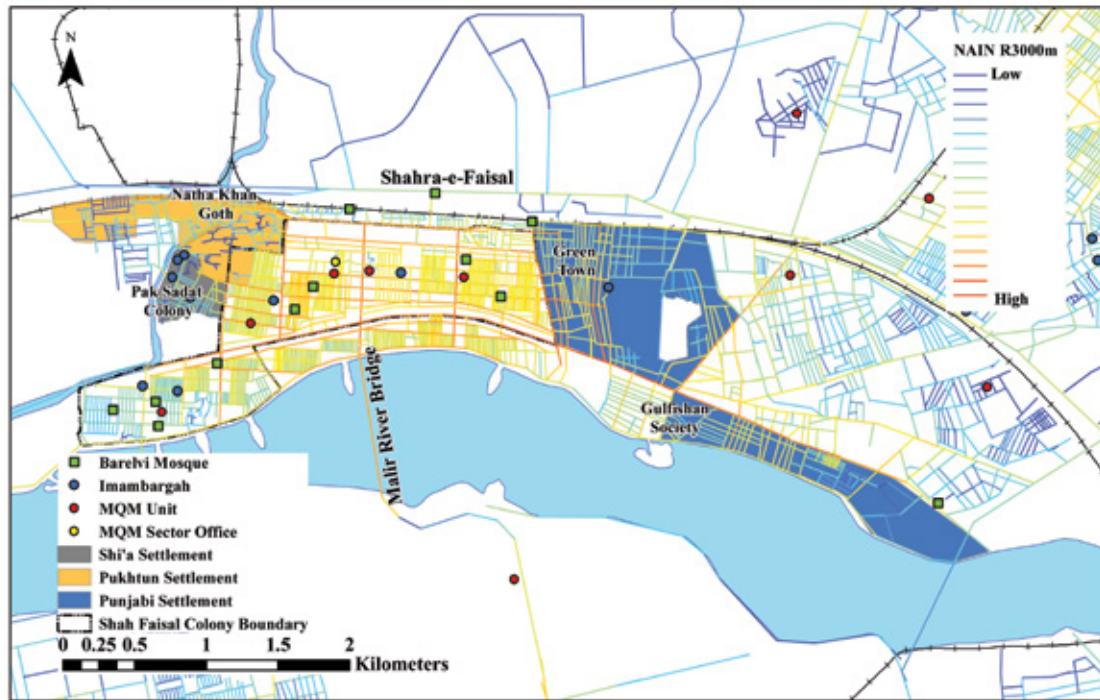 N
NAIN R3000m
Low
High
Shahra-e-Faisal
Natha Khan
Goth
Green
Town
Pak Sadat
Colony
Malir River Bridge
Gulfishan
Society
Barelvi Mosque
Imambargah
MQM Unit
MQM Sector Office
Shi'a Settlement
Pukhtun Settlement
Punjabi Settlement
Shah Faisal Colony Boundary
0 0.25 0.5 1 1.5 2
Kilometers